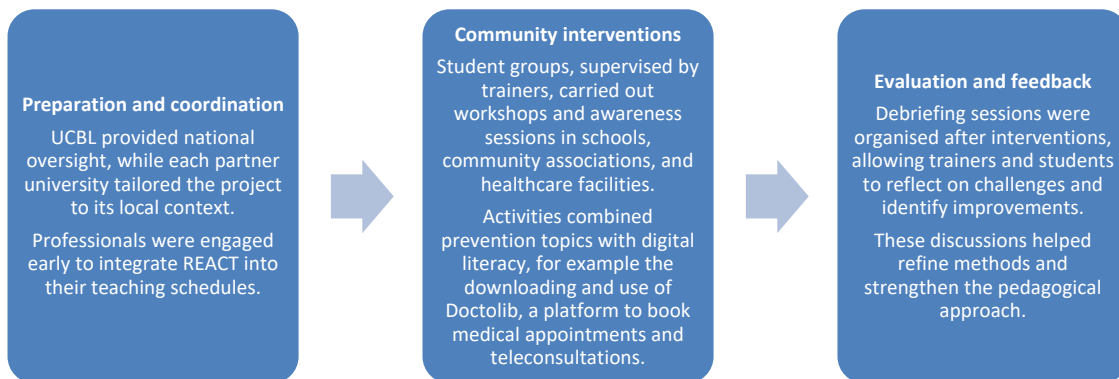 Preparation and coordination
UCBL provided national
oversight, while each partner
university tailored the project
to its local context.
Professionals were engaged
early to integrate REACT into
their teaching schedules.
Community interventions
Student groups, supervised by
trainers, carried out
workshops and awareness
sessions in schools,
community associations, and
healthcare facilities.
Activities combined
prevention topics with digital
literacy, for example the
downloading and use of
Doctolib, a platform to book
medical appointments and
teleconsultations.
Evaluation and feedback
Debriefing sessions were
organised after interventions,
allowing trainers and students
to reflect on challenges and
identify improvements.
These discussions helped
refine methods and
strengthen the pedagogical
approach.